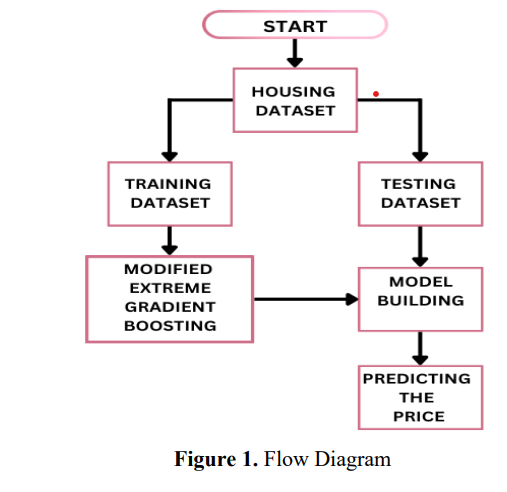 START
HOUSING
DATASET
TRAINING
DATASET
TESTING
DATASET
MODIFIED
EXTREME
GRADIENT
BOOSTING
MODEL
BUILDING
PREDICTING
THE
PRICE
Figure 1. Flow Diagram